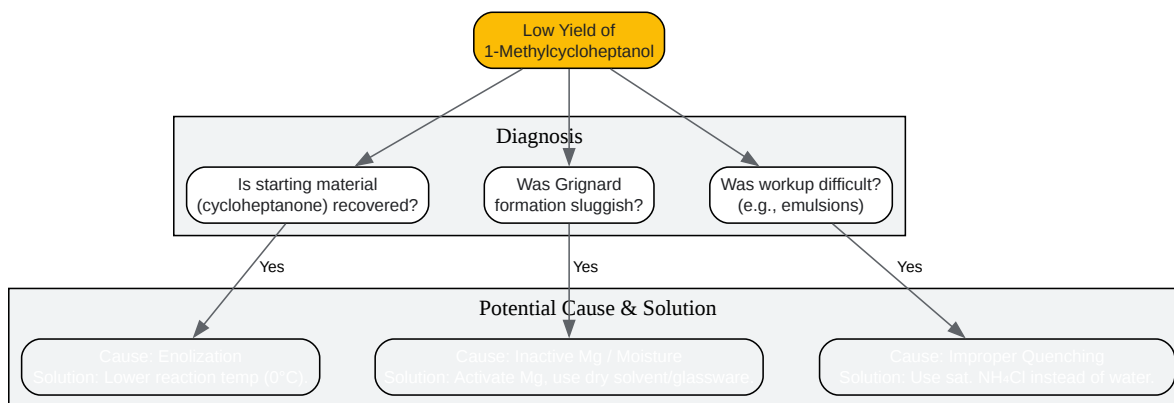 Low Yield of
1-Methylcycloheptanol
Diagnosis
Is starting material
(cycloheptanone) recovered?
Was Grignard
formation sluggish?
Was workup difficult?
(e.g., emulsions)
Yes
Yes
Yes
Potential Cause & Solution
Cause: Enolization
Solution: Lower reaction temp (0°C).
Cause: Inactive Mg / Moisture
Solution: Activate Mg, use dry solvent/glassware.
Cause: Improper Quenching
Solution: Use sat. NH₄Cl instead of water.